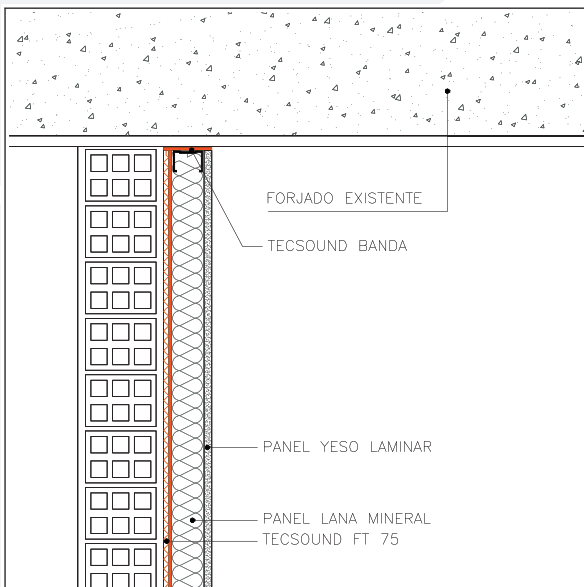 FORJADO EXISTENTE
TECSOUND BANDA
PANEL YESO LAMINAR
PANEL LANA MINERAL
TECSOUND FT 75